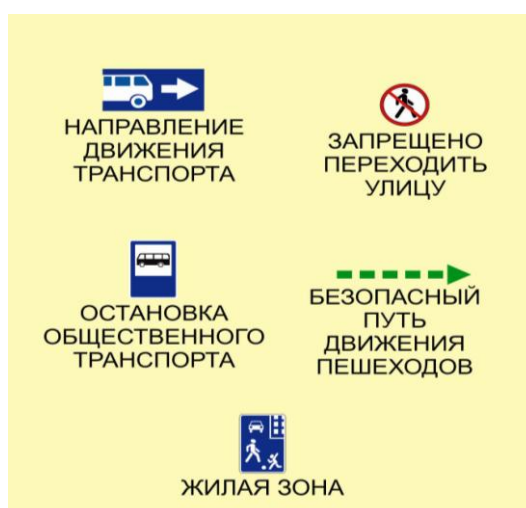 НАПРАВЛЕНИЕ
ДВИЖЕНИЯ
ТРАНСПОРТА
ЗАПРЕЩЕНО
ПЕРЕХОДИТЬ
УЛИЦУ
ОСТАНОВКА
ОБЩЕСТВЕННОГО
ТРАНСПОРТА
БЕЗОПАСНЫЙ
ПУТЬ
ДВИЖЕНИЯ
ПЕШЕХОДОВ
ЖИЛАЯ ЗОНА